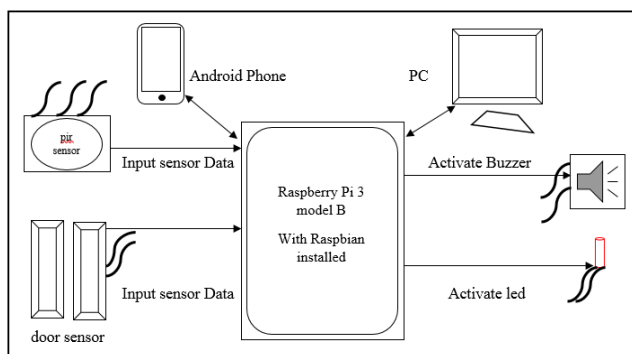 Android Phone
PC
pir
sensor
Input sensor Data
Activate Buzzer
Raspberry Pi 3
model B
With Raspbian
installed
Input sensor Data
Activate led
door sensor